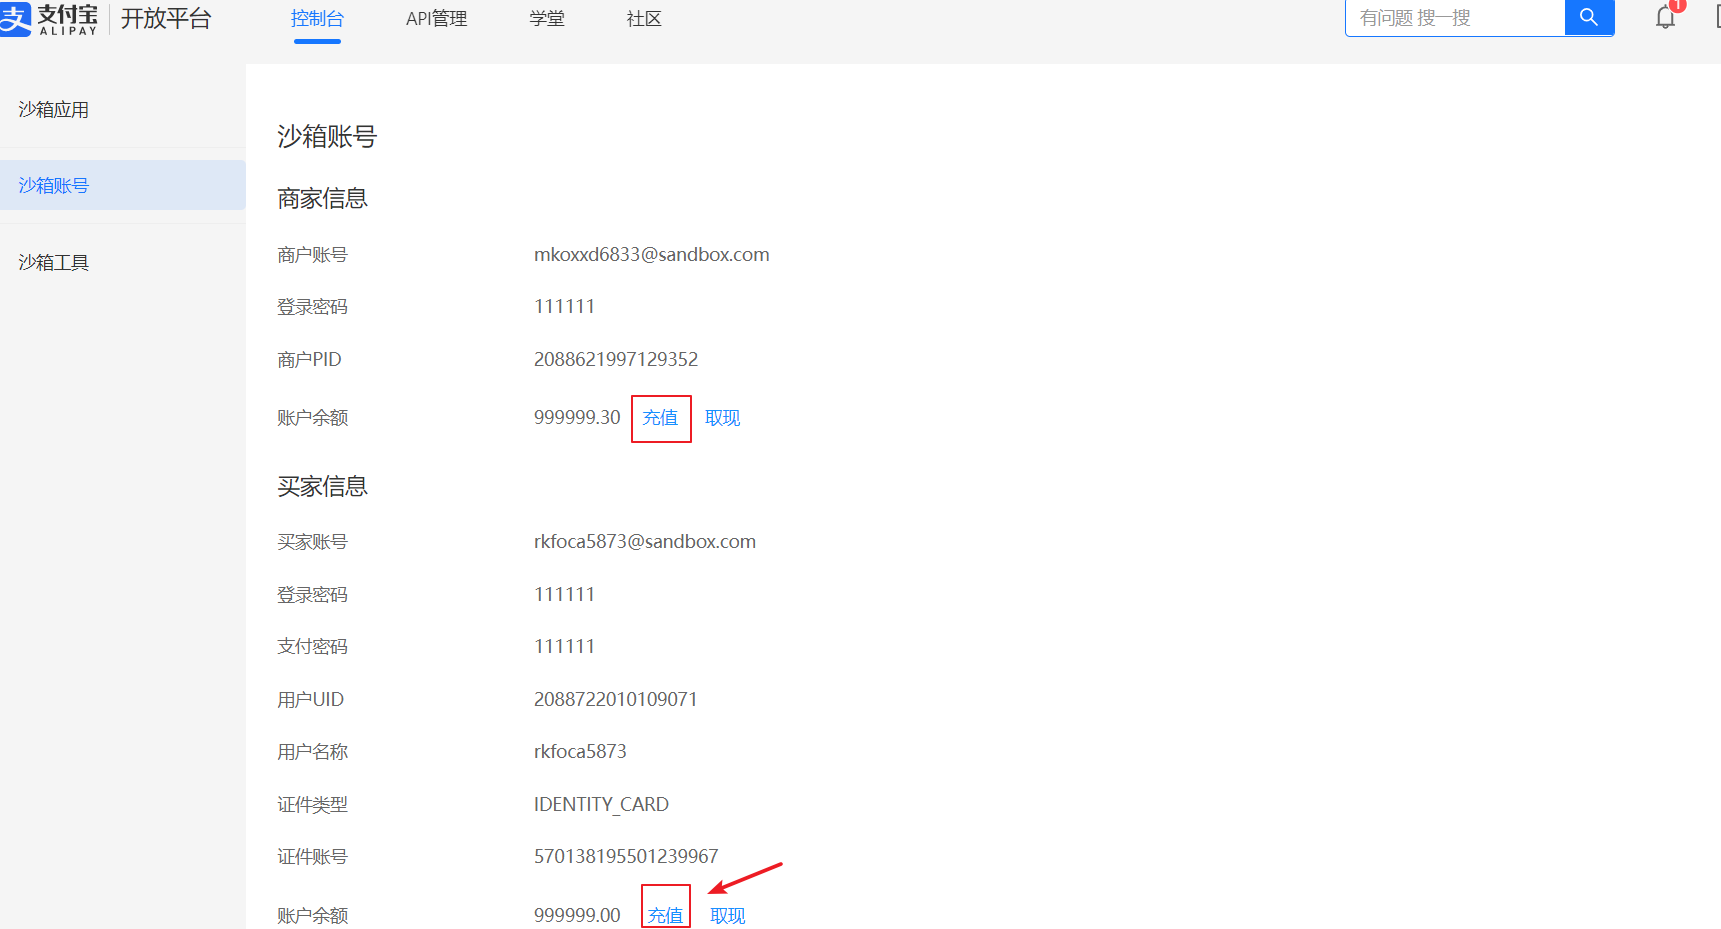 支 支付宝 ALIPAY 开放平台 控制台 API管理 学堂 社区 有问题 搜一搜 1
沙箱应用
沙箱账号
沙箱工具
沙箱账号
商家信息
商户账号 mkoxxd6833@sandbox.com
登录密码 111111
商户PID 2088621997129352
账户余额 999999.30 充值 取现
买家信息
买家账号 rkfoca5873@sandbox.com
登录密码 111111
支付密码 111111
用户UID 2088722010109071
用户名称 rkfoca5873
证件类型 IDENTITY_CARD
证件账号 570138195501239967
账户余额 999999.00 充值 取现